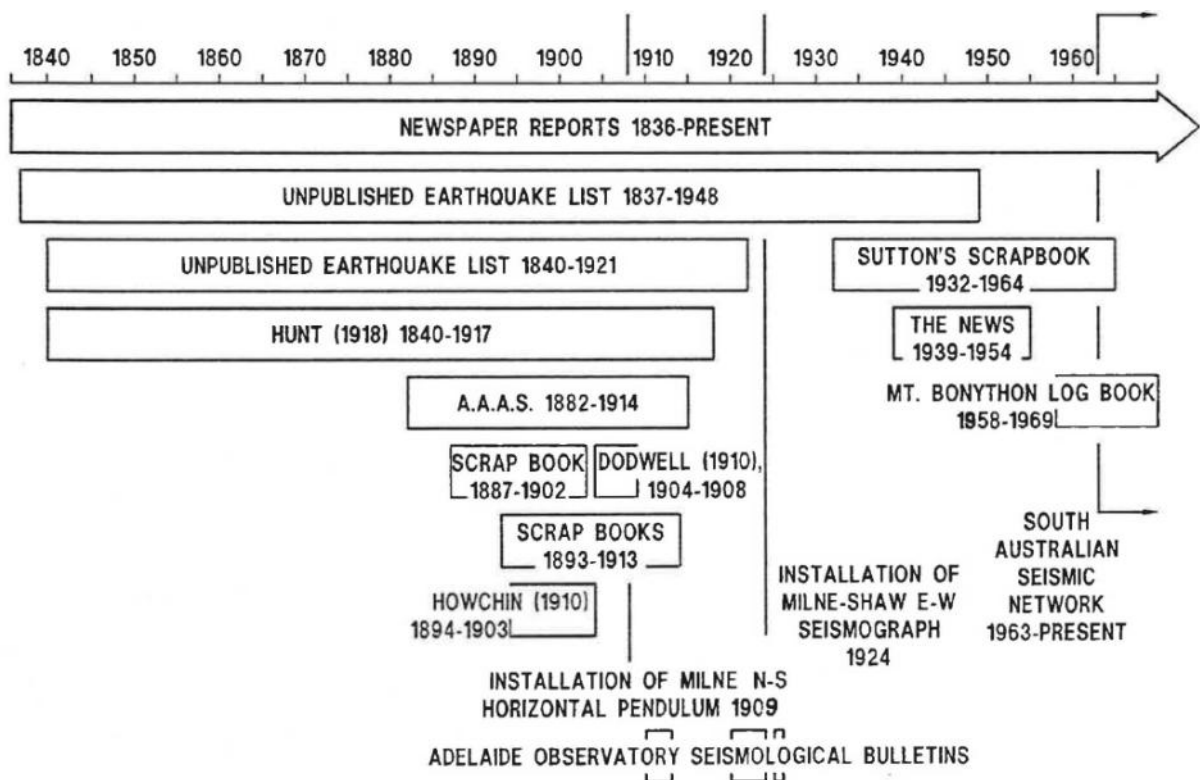 1840 1850 1860 1870 1880 1890 1900 1910 1920 1930 1940 1950 1960
NEWSPAPER REPORTS 1836-PRESENT
UNPUBLISHED EARTHQUAKE LIST 1837-1948
UNPUBLISHED EARTHQUAKE LIST 1840-1921
SUTTON'S SCRAPBOOK
1932-1964
HUNT (1918) 1840-1917
THE NEWS
1939-1954
A.A.A.S. 1882-1914
MT. BONYTHON LOG BOOK
1958-1969
SCRAP BOOK
1887-1902
DODWELL (1910),
1904-1908
SCRAP BOOKS
1893-1913
HOWCHIN (1910)
1894-1903
INSTALLATION OF
MILNE-SHAW E-W
SEISMOGRAPH
1924
SOUTH
AUSTRALIAN
SEISMIC
NETWORK
1963-PRESENT
INSTALLATION OF MILNE N-S
HORIZONTAL PENDULUM 1909
ADELAIDE OBSERVATORY SEISMOLOGICAL BULLETINS